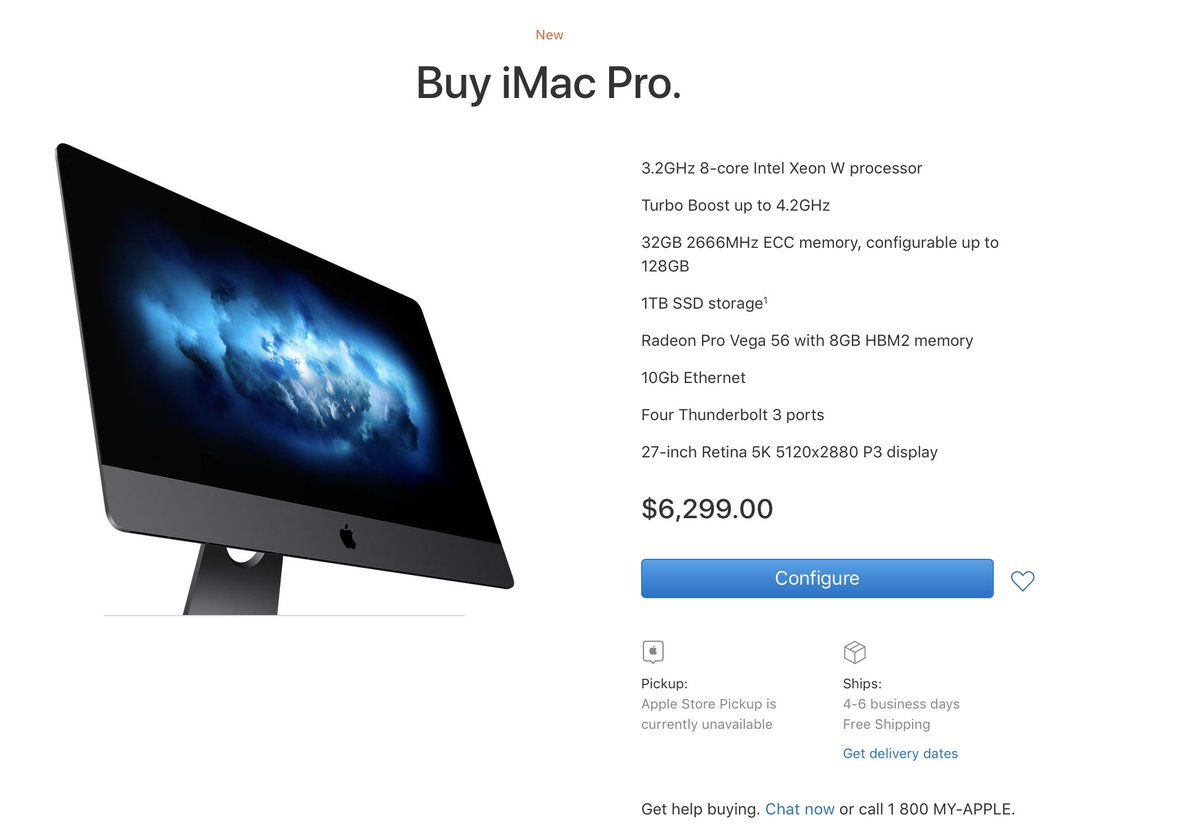 New
Buy iMac Pro.
3.2GHz 8-core Intel Xeon W processor
Turbo Boost up to 4.2GHz
32GB 2666MHz ECC memory, configurable up to
128GB
1TB SSD storage¹
Radeon Pro Vega 56 with 8GB HBM2 memory
10Gb Ethernet
Four Thunderbolt 3 ports
27-inch Retina 5K 5120x2880 P3 display
$6,299.00
Configure
Pickup:
Apple Store Pickup is
currently unavailable
Ships:
4-6 business days
Free Shipping
Get delivery dates
Get help buying. Chat now or call 1 800 MY-APPLE.